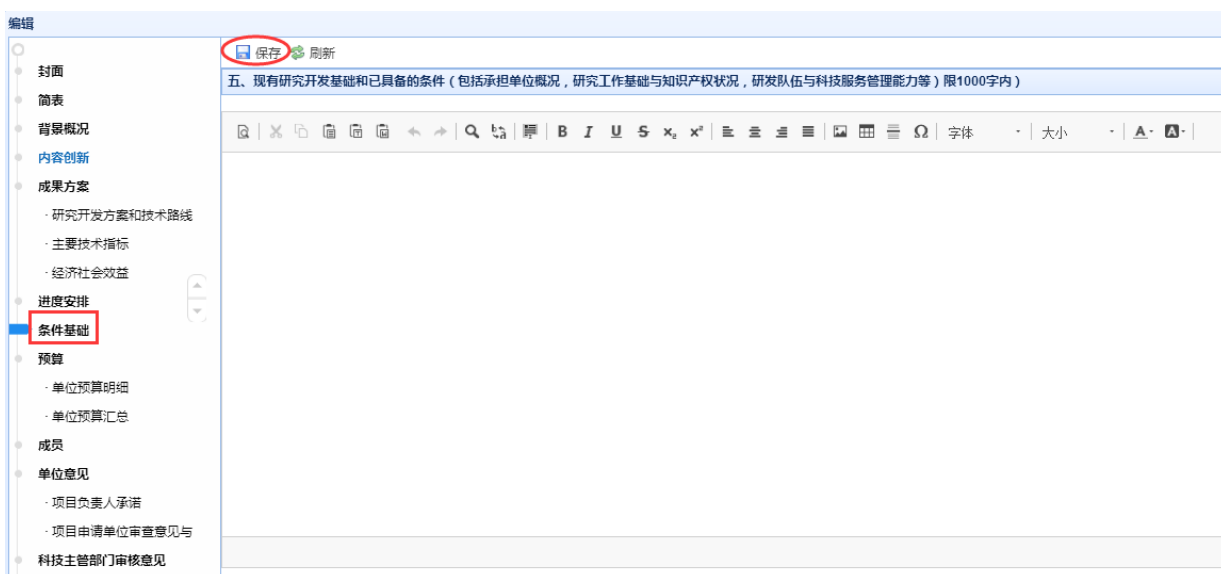 编辑
保存 刷新
五、现有研究开发基础和已具备的条件（包括承担单位概况，研究工作基础与知识产权状况，研发队伍与科技服务管理能力等）限1000字内）
B I U S x₂ x² Ω 字体 大小 A A
封面
简表
背景概况
内容创新
成果方案
·研究开发方案和技术路线
·主要技术指标
·经济社会效益
进度安排
条件基础
预算
·单位预算明细
·单位预算汇总
成员
单位意见
·项目负责人承诺
·项目申请单位审查意见与
科技主管部门审核意见